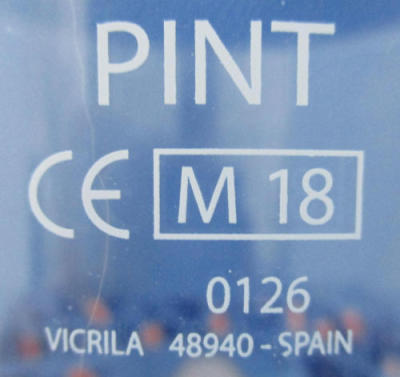 PINT
CE M 18
0126
VICRILA 48940 - SPAIN